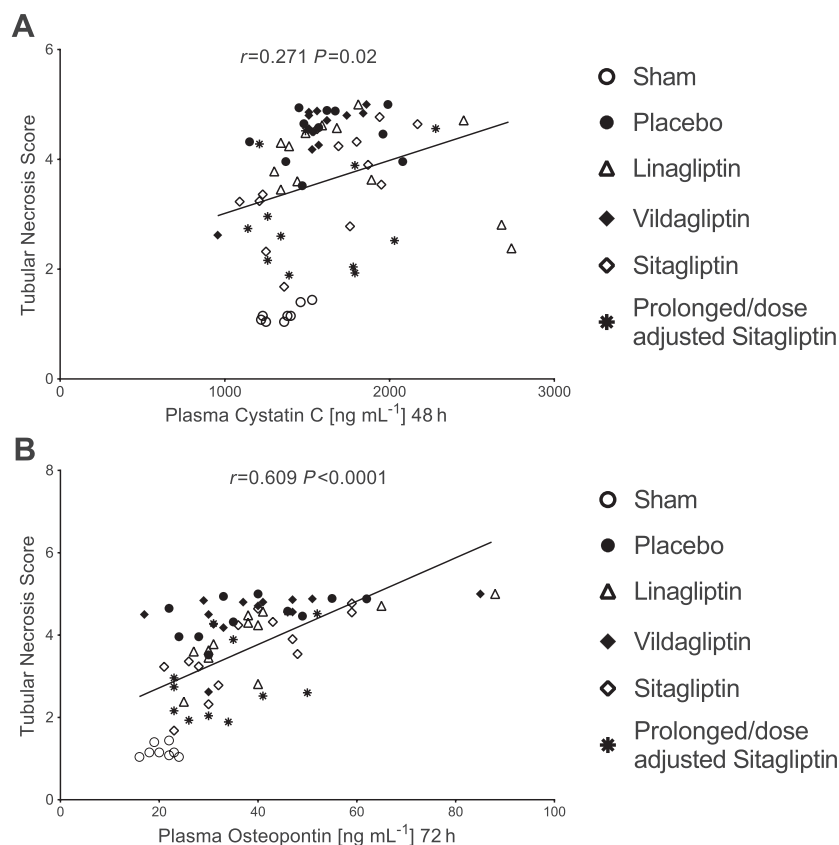 A
r=0.271 P=0.02
6
4
2
0
Tubular Necrosis Score
0 1000 2000 3000
Plasma Cystatin C [ng mL-1] 48 h
Sham
Placebo
Linagliptin
Vildagliptin
Sitagliptin
Prolonged/dose
adjusted Sitagliptin
B
r=0.609 P<0.0001
8
6
4
2
0
Tubular Necrosis Score
0 20 40 60 80 100
Plasma Osteopontin [ng mL-1] 72 h
Sham
Placebo
Linagliptin
Vildagliptin
Sitagliptin
Prolonged/dose
adjusted Sitagliptin